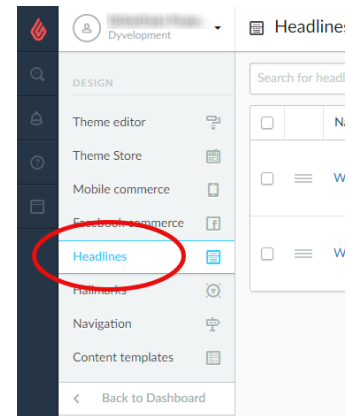 Dyvelopment
Headlines
Search for headl
DESIGN
Theme editor
Theme Store
Mobile commerce
Facebook commerce
Headlines
Hallmarks
Navigation
Content templates
Back to Dashboard
Na
W
W